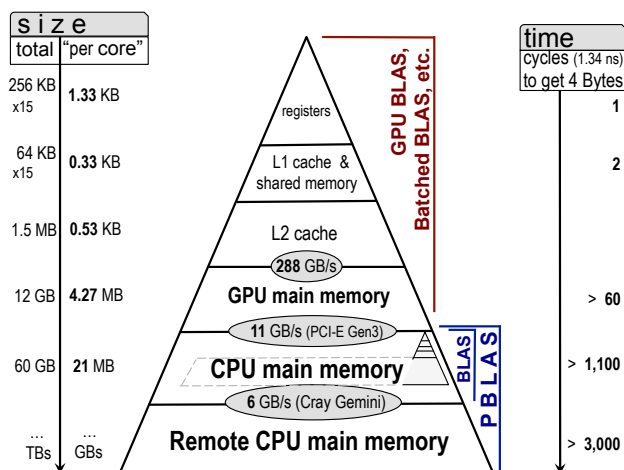 size
total "per core"
256 KB
x15
1.33 KB
64 KB
x15
0.33 KB
1.5 MB
0.53 KB
12 GB
4.27 MB
60 GB
21 MB
...
TBs
...
GBs
registers
L1 cache &
shared memory
L2 cache
288 GB/s
GPU main memory
11 GB/s (PCI-E Gen3)
CPU main memory
6 GB/s (Cray Gemini)
Remote CPU main memory
GPU BLAS,
Batched BLAS, etc.
BLAS
PBLAS
time
cycles (1.34 ns)
to get 4 Bytes
1
2
> 60
> 1,100
> 3,000